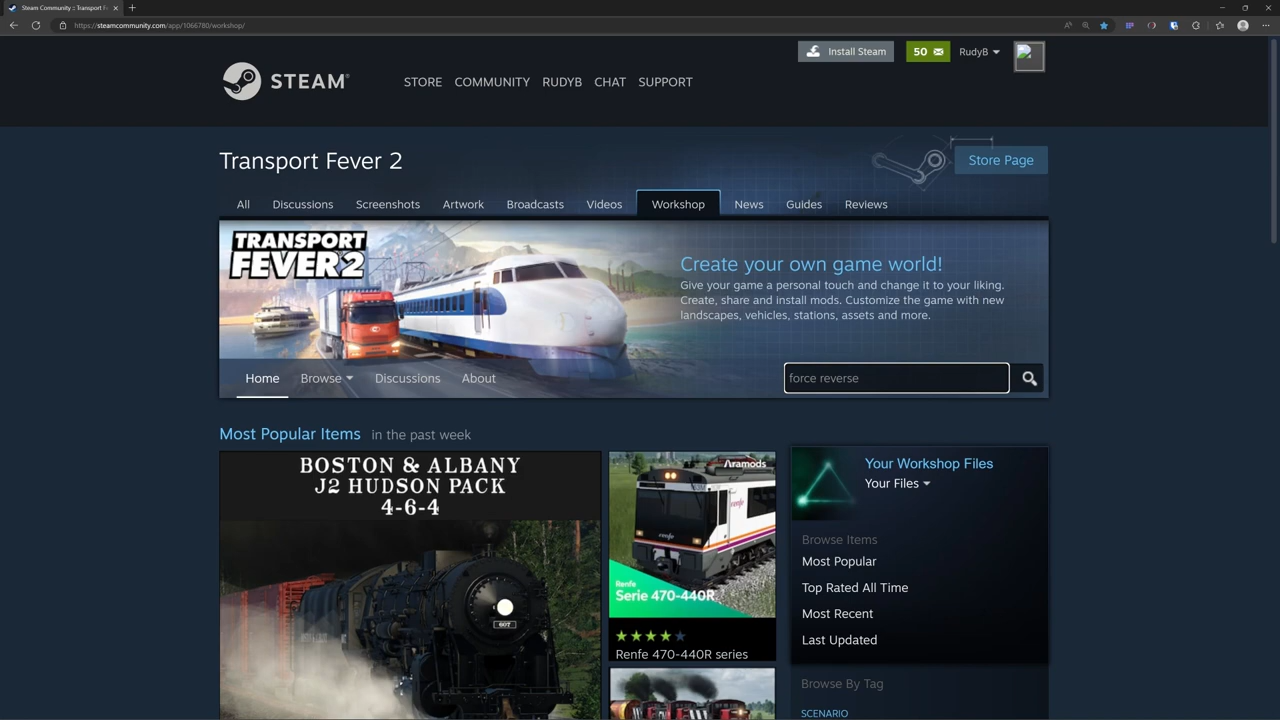 Steam Community :: Transport F
https://steamcommunity.com/app/1066780/workshop/
Install Steam
50
RudyB
STEAM®
STORE COMMUNITY RUDYB CHAT SUPPORT
Transport Fever 2
Store Page
All Discussions Screenshots Artwork Broadcasts Videos Workshop News Guides Reviews
TRANSPORT
FEVER 2
Create your own game world!
Give your game a personal touch and change it to your liking.
Create, share and install mods. Customize the game with new
landscapes, vehicles, stations, assets and more.
Home Browse Discussions About
force reverse
Most Popular Items in the past week
BOSTON & ALBANY
J2 HUDSON PACK
4-6-4
607
Aramods
renfe
Renfe
Serie 470-440R
Renfe 470-440R series
Your Workshop Files
Your Files
Browse Items
Most Popular
Top Rated All Time
Most Recent
Last Updated
Browse By Tag
SCENARIO